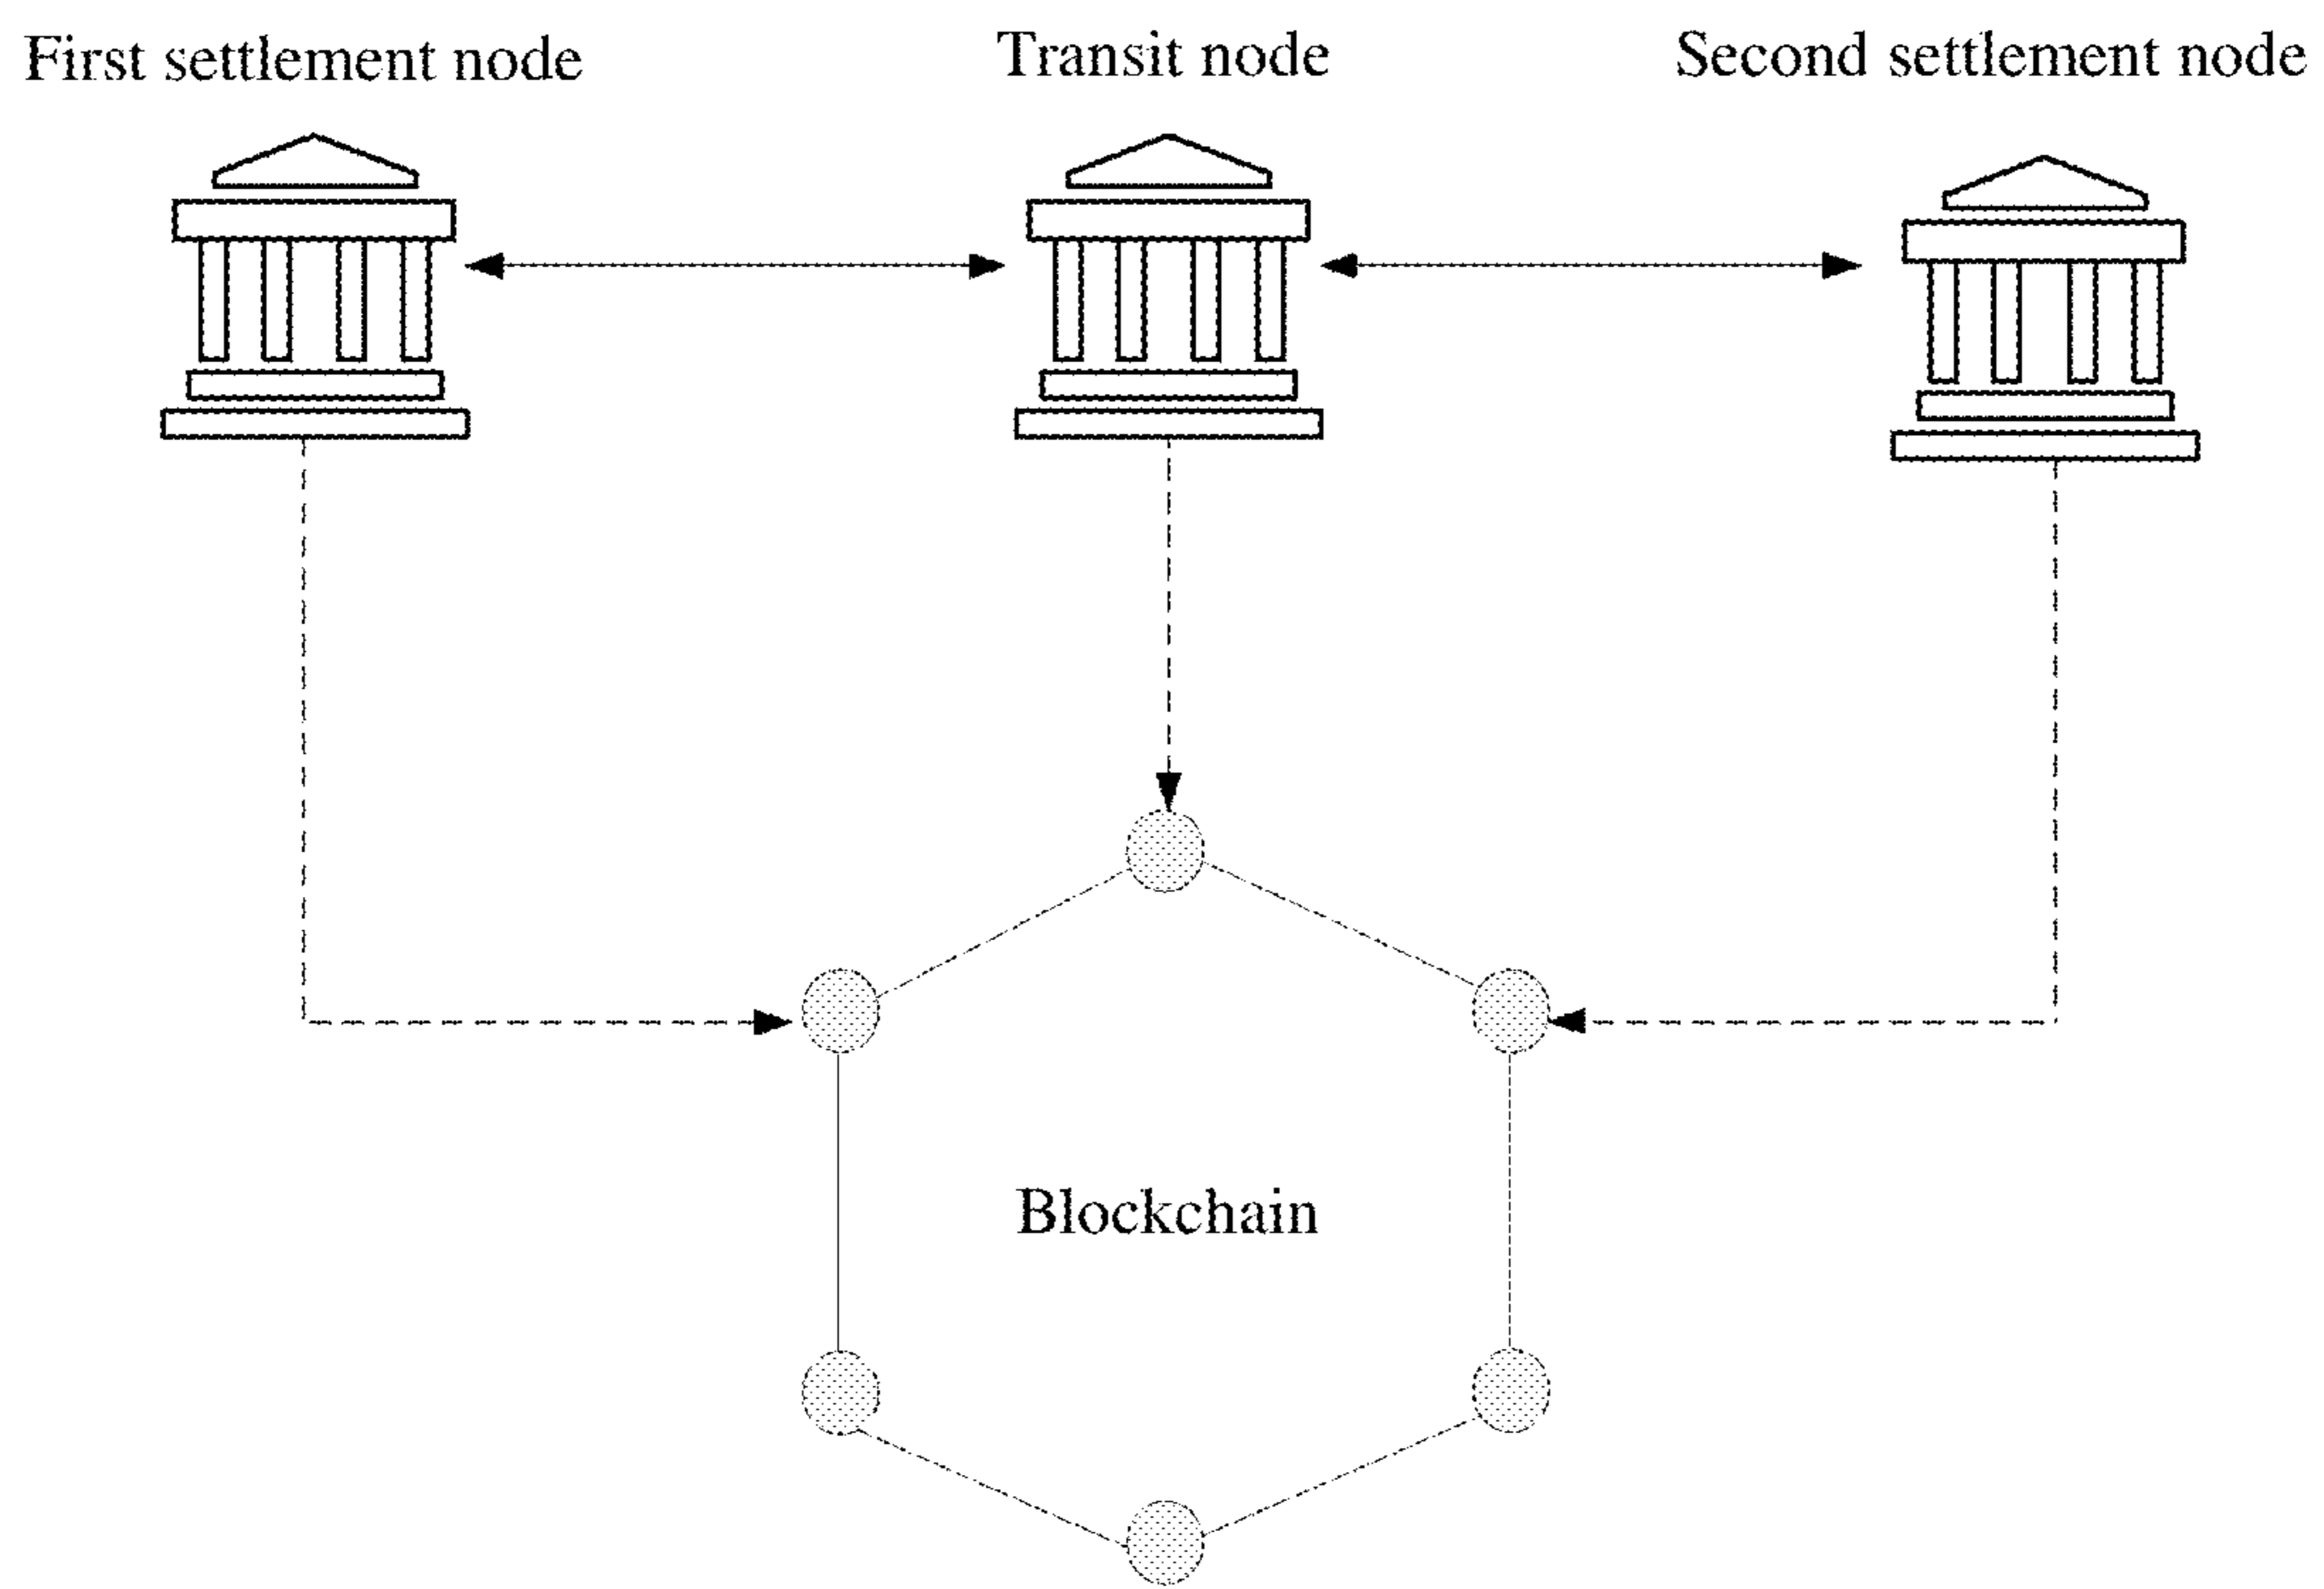 First settlement node
Transit node
Second settlement node
Blockchain